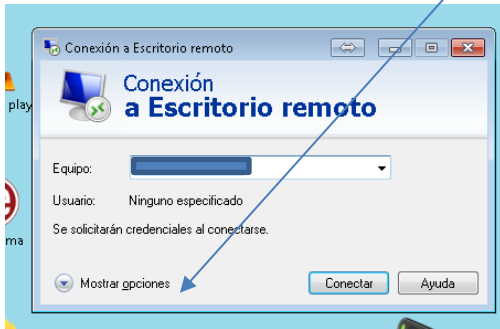 Conexión a Escritorio remoto
play
Conexión
a Escritorio remoto
Equipo:
Usuario: Ninguno especificado
Se solicitarán credenciales al conectarse.
ma
Mostrar opciones Conectar Ayuda